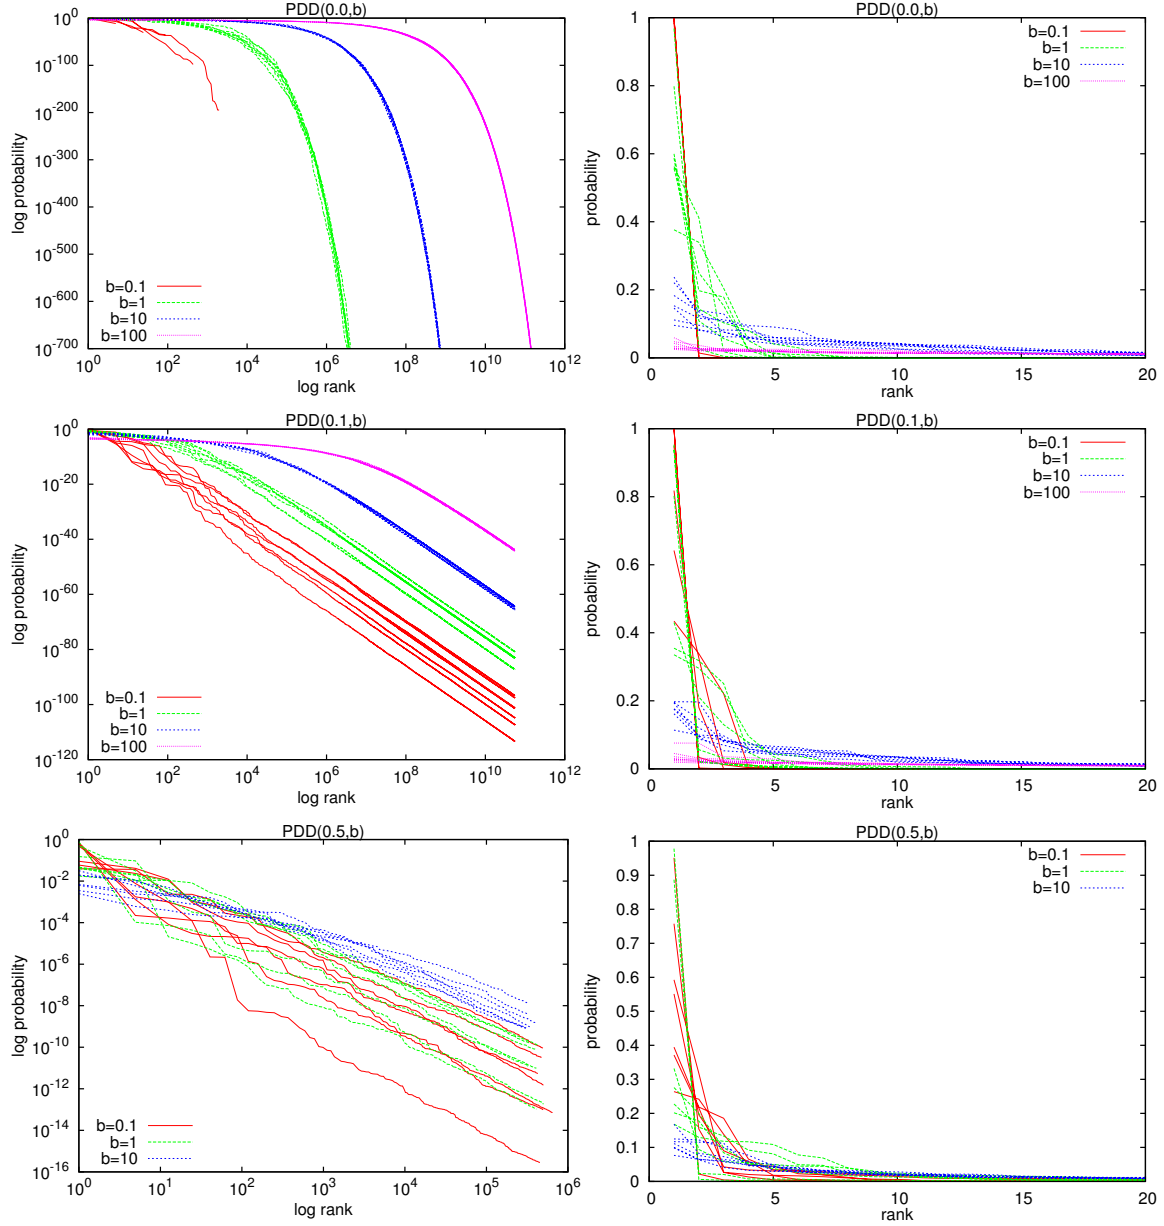 PDD(0.0,b)
10^0
10^-100
10^-200
10^-300
10^-400
10^-500
10^-600
10^-700
log probability
b=0.1
b=1
b=10
b=100
10^0 10^2 10^4 10^6 10^8 10^10 10^12
log rank
PDD(0.0,b)
1
0.8
0.6
0.4
0.2
0
probability
b=0.1
b=1
b=10
b=100
0 5 10 15 20
rank
PDD(0.1,b)
10^0
10^-20
10^-40
10^-60
10^-80
10^-100
10^-120
log probability
b=0.1
b=1
b=10
b=100
10^0 10^2 10^4 10^6 10^8 10^10 10^12
log rank
PDD(0.1,b)
1
0.8
0.6
0.4
0.2
0
probability
b=0.1
b=1
b=10
b=100
0 5 10 15 20
rank
PDD(0.5,b)
10^0
10^-2
10^-4
10^-6
10^-8
10^-10
10^-12
10^-14
10^-16
log probability
b=0.1
b=1
b=10
10^0 10^1 10^2 10^3 10^4 10^5 10^6
log rank
PDD(0.5,b)
1
0.9
0.8
0.7
0.6
0.5
0.4
0.3
0.2
0.1
0
probability
b=0.1
b=1
b=10
0 5 10 15 20
rank